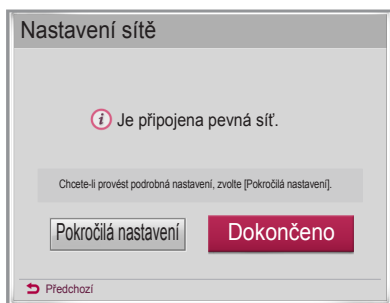 Nastavení sítě
Je připojena pevná síť.
Chcete-li provést podrobná nastavení, zvolte [Pokročilá nastavení].
Pokročilá nastavení
Dokončeno
Předchozí